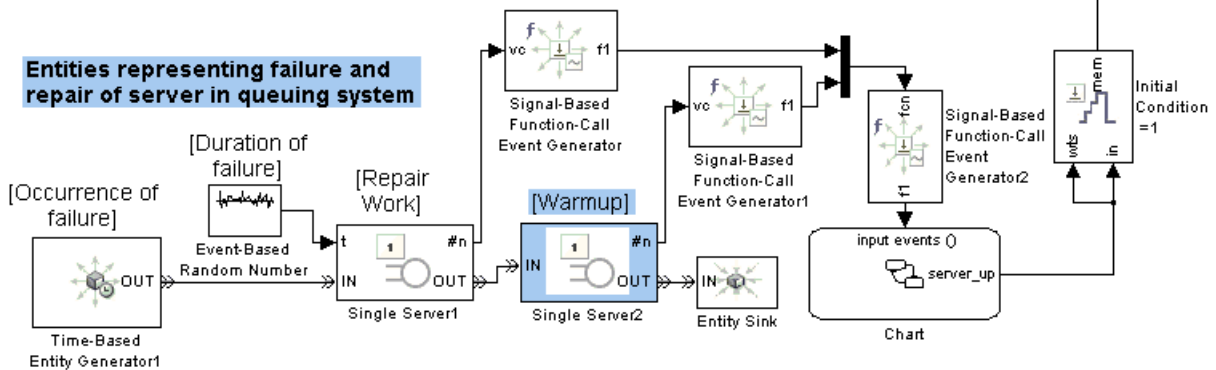 Entities representing failure and
repair of server in queuing system
[Occurrence of
failure]
OUT
Time-Based
Entity Generator1
[Duration of
failure]
Event-Based
Random Number
[Repair
Work]
t
#n
1
IN
OUT
Single Server1
vc
f1
Signal-Based
Function-Call
Event Generator
[Warmup]
#n
1
IN
OUT
Single Server2
vc
f1
Signal-Based
Function-Call
Event Generator1
IN
Entity Sink
fcn
f1
Signal-Based
Function-Call
Event
Generator2
input events ()
server_up
Chart
mem
wts
in
Initial
Condition
=1